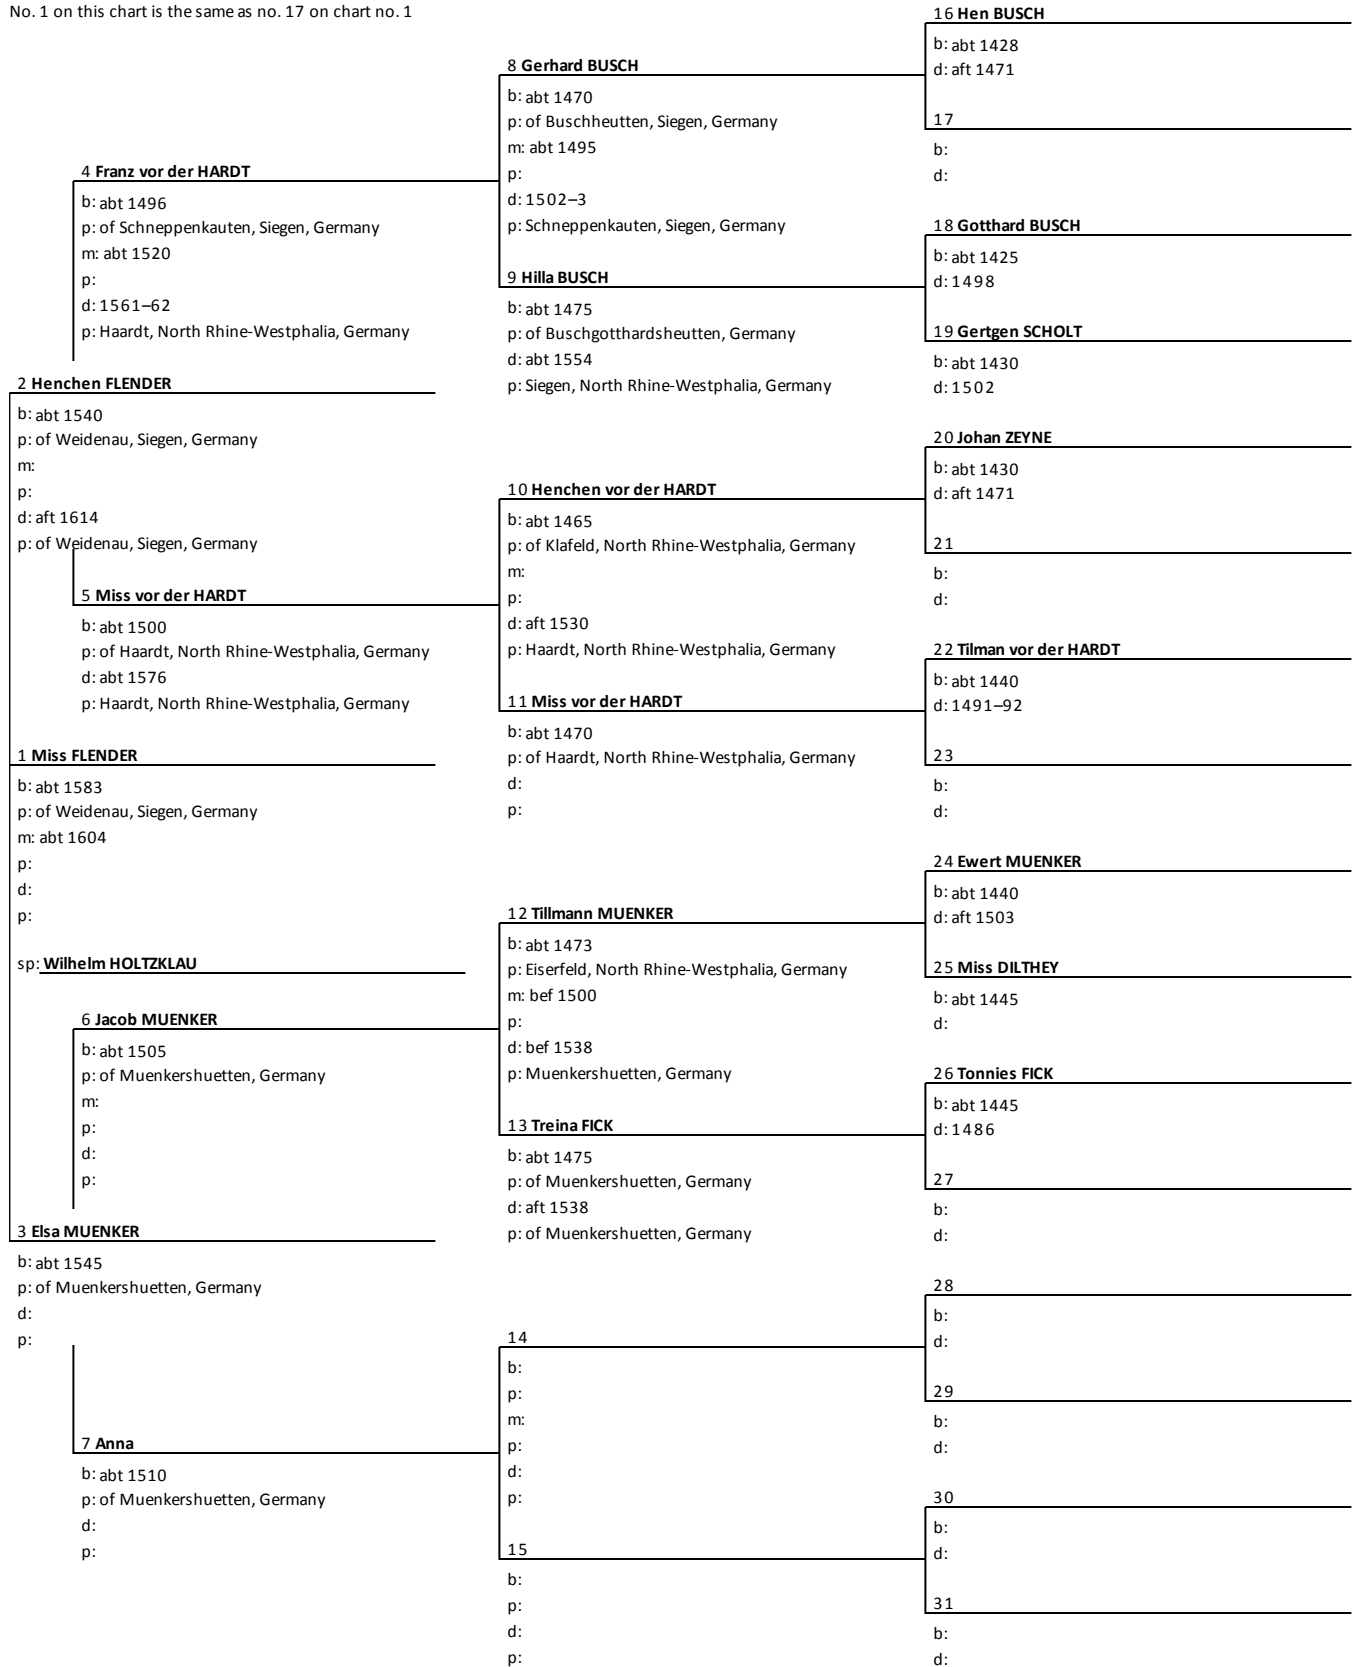 No. 1 on this chart is the same as no. 17 on chart no. 1
16 Hen BUSCH
b: abt 1428
d: aft 1471
8 Gerhard BUSCH
b: abt 1470
p: of Buschheutten, Siegen, Germany
m: abt 1495
p:
d: 1502–3
p: Schneppenkauten, Siegen, Germany
17
b:
d:
4 Franz vor der HARDT
b: abt 1496
p: of Schneppenkauten, Siegen, Germany
m: abt 1520
p:
d: 1561–62
p: Haardt, North Rhine-Westphalia, Germany
18 Gotthard BUSCH
b: abt 1425
d: 1498
9 Hilla BUSCH
b: abt 1475
p: of Buschgotthardsheutten, Germany
d: abt 1554
p: Siegen, North Rhine-Westphalia, Germany
19 Gertgen SCHOLT
b: abt 1430
d: 1502
2 Henchen FLENDER
b: abt 1540
p: of Weidenau, Siegen, Germany
m:
p:
d: aft 1614
p: of Weidenau, Siegen, Germany
20 Johan ZEYNE
b: abt 1430
d: aft 1471
10 Henchen vor der HARDT
b: abt 1465
p: of Klafeld, North Rhine-Westphalia, Germany
m:
p:
d: aft 1530
p: Haardt, North Rhine-Westphalia, Germany
21
b:
d:
5 Miss vor der HARDT
b: abt 1500
p: of Haardt, North Rhine-Westphalia, Germany
d: abt 1576
p: Haardt, North Rhine-Westphalia, Germany
22 Tilman vor der HARDT
b: abt 1440
d: 1491–92
11 Miss vor der HARDT
b: abt 1470
p: of Haardt, North Rhine-Westphalia, Germany
d:
p:
23
b:
d:
1 Miss FLENDER
b: abt 1583
p: of Weidenau, Siegen, Germany
m: abt 1604
p:
d:
p:
sp: Wilhelm HOLTZKLAU
24 Ewert MUENKER
b: abt 1440
d: aft 1503
12 Tillmann MUENKER
b: abt 1473
p: Eiserfeld, North Rhine-Westphalia, Germany
m: bef 1500
p:
d: bef 1538
p: Muenkershuetten, Germany
25 Miss DILTHEY
b: abt 1445
d:
6 Jacob MUENKER
b: abt 1505
p: of Muenkershuetten, Germany
m:
p:
d:
p:
26 Tonnies FICK
b: abt 1445
d: 1486
13 Treina FICK
b: abt 1475
p: of Muenkershuetten, Germany
d: aft 1538
p: of Muenkershuetten, Germany
27
b:
d:
3 Elsa MUENKER
b: abt 1545
p: of Muenkershuetten, Germany
d:
p:
28
b:
d:
14
b:
p:
m:
p:
d:
p:
29
b:
d:
7 Anna
b: abt 1510
p: of Muenkershuetten, Germany
d:
p:
30
b:
d:
15
b:
p:
d:
p:
31
b:
d: